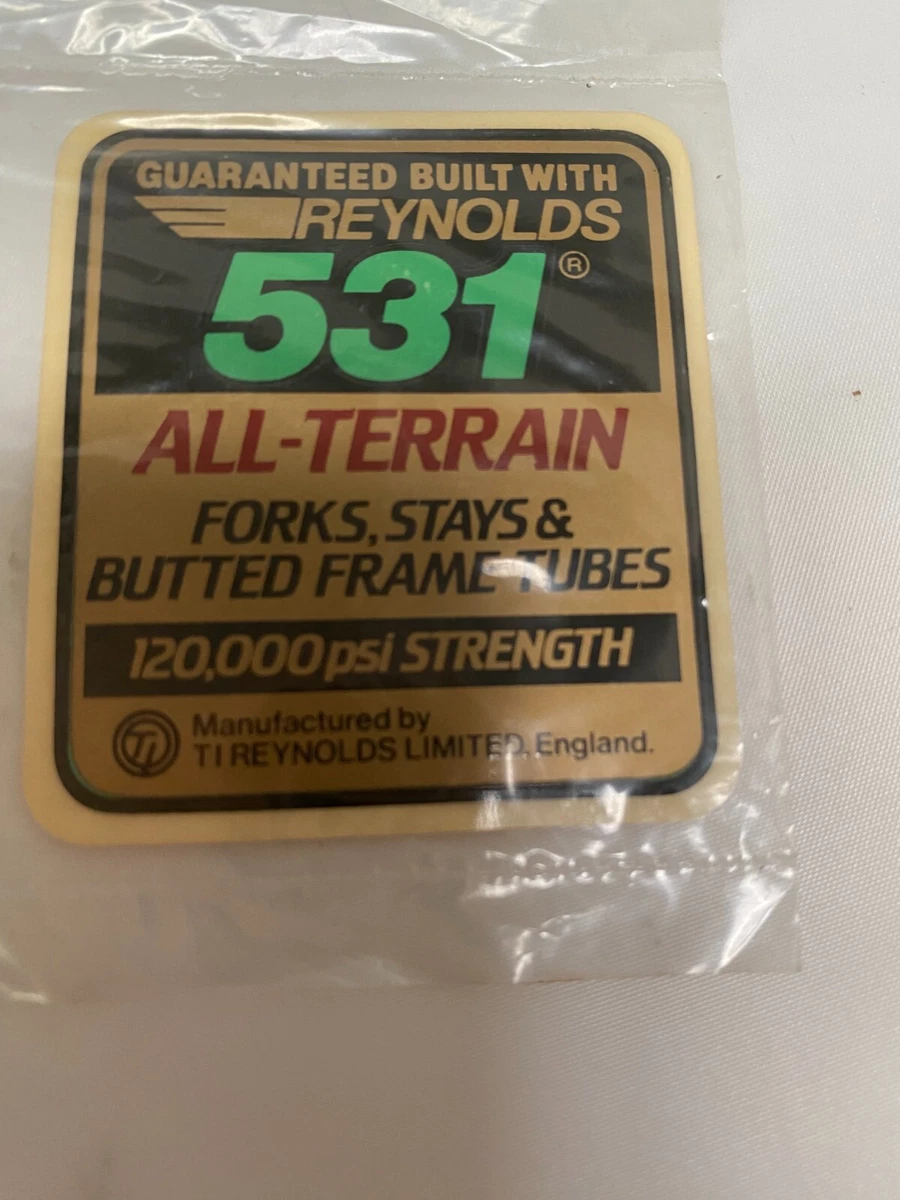 GUARANTEED BUILT WITH
REYNOLDS
531®
ALL-TERRAIN
FORKS, STAYS &
BUTTED FRAME TUBES
120,000psi STRENGTH
TI
Manufactured by
TI REYNOLDS LIMITED. England.